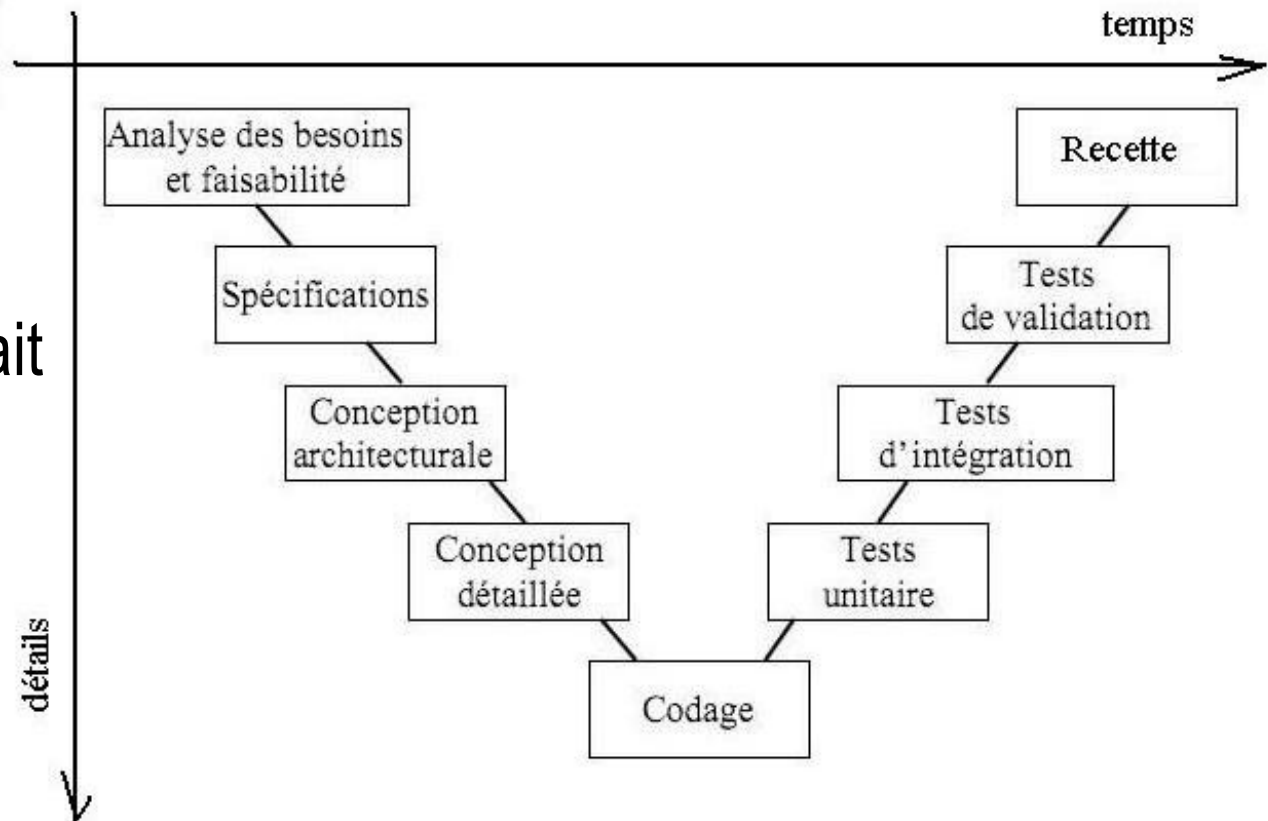 temps
Analyse des besoins
et faisabilité
Recette
Spécifications
Tests
de validation
ait
Conception
architecturale
Tests
d'intégration
Conception
détaillée
Tests
unitaire
détails
Codage